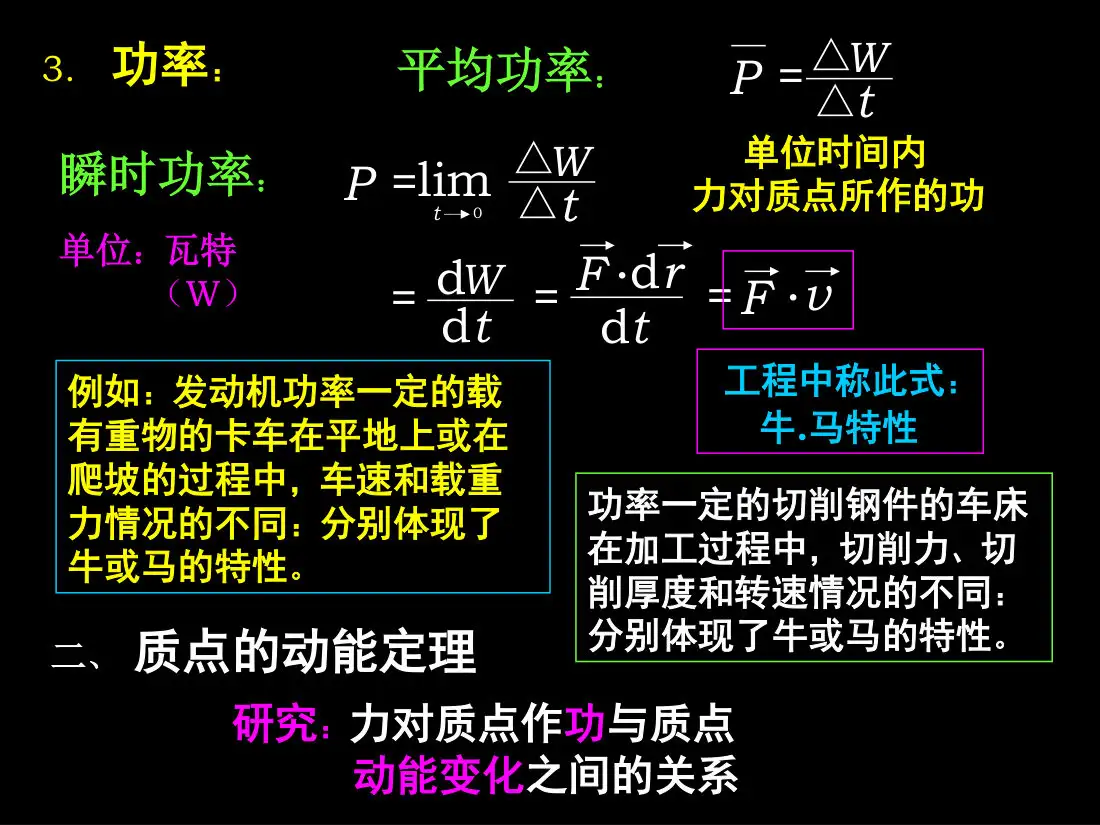 3. 功率：
平均功率：
P̅ = △W / △t
单位时间内
力对质点所作的功
瞬时功率：
P = lim t→0 △W / △t
单位：瓦特
（W）
= dW / dt = F⃗·dr⃗ / dt = F⃗·v⃗
工程中称此式：
牛.马特性
例如：发动机功率一定的载
有重物的卡车在平地上或在
爬坡的过程中，车速和载重
力情况的不同：分别体现了
牛或马的特性。
功率一定的切削钢件的车床
在加工过程中，切削力、切
削厚度和转速情况的不同：
分别体现了牛或马的特性。
二、 质点的动能定理
研究：力对质点作功与质点
动能变化之间的关系